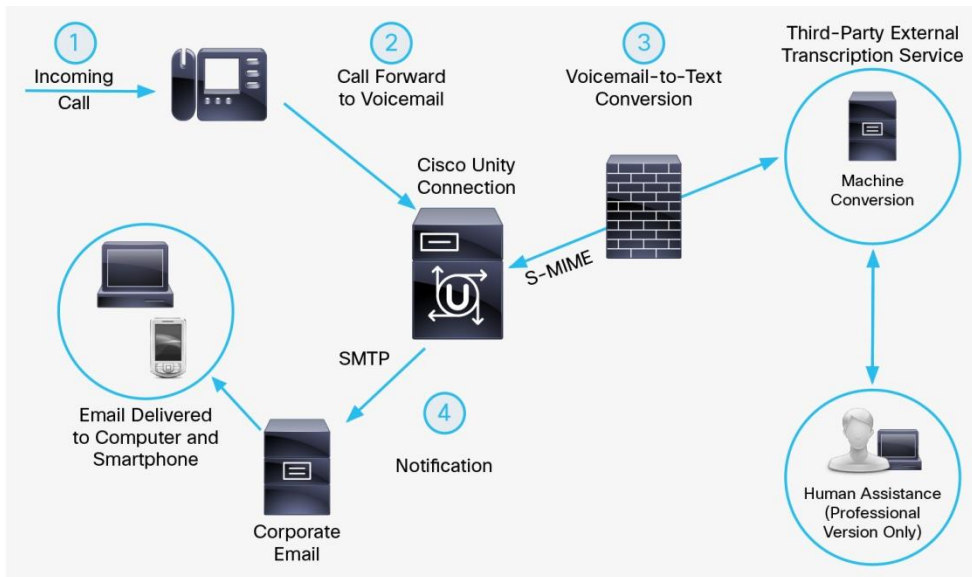 1
Incoming
Call
2
Call Forward
to Voicemail
3
Voicemail-to-Text
Conversion
Third-Party External
Transcription Service
Machine
Conversion
Cisco Unity
Connection
U
S-MIME
SMTP
4
Notification
Email Delivered
to Computer and
Smartphone
Corporate
Email
Human Assistance
(Professional
Version Only)